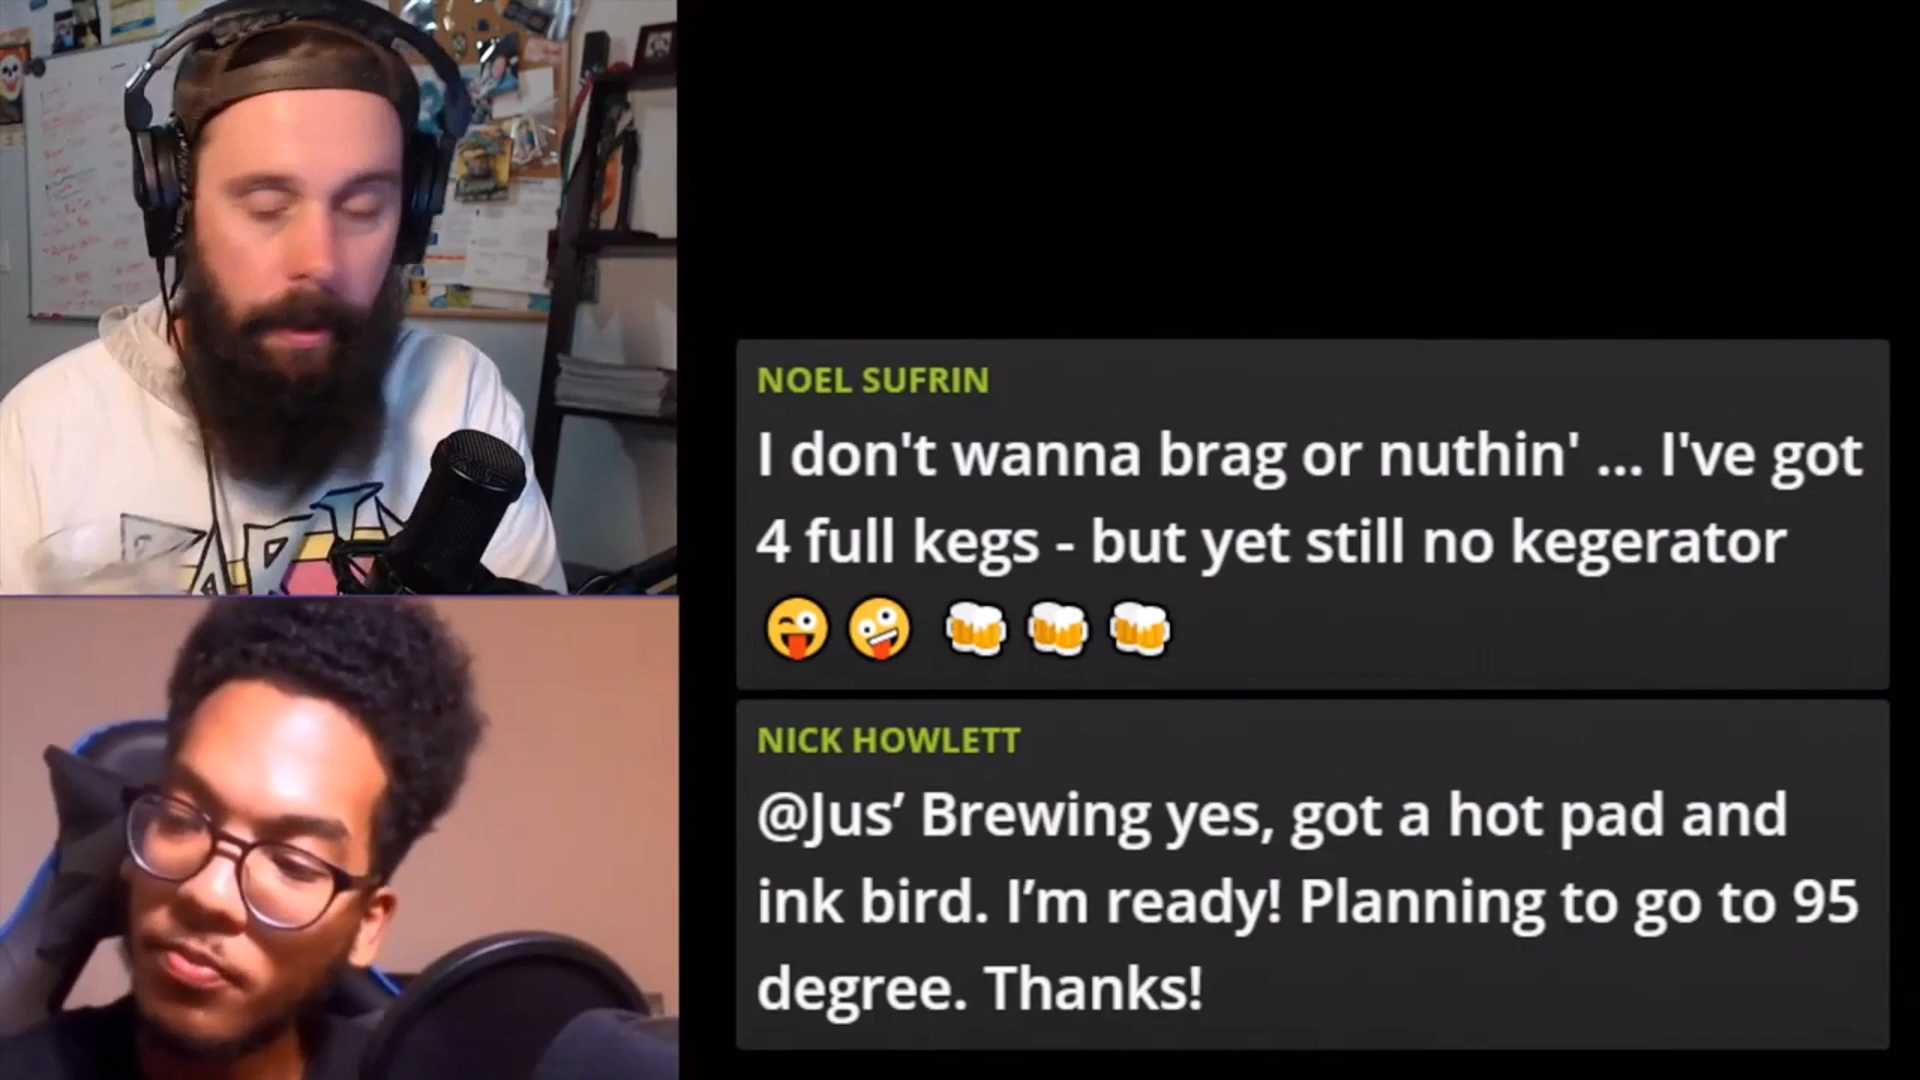 NOEL SUFRIN
I don't wanna brag or nuthin' ... I've got
4 full kegs - but yet still no kegerator
😜 🤪 🍻 🍻 🍻
NICK HOWLETT
@Jus’ Brewing yes, got a hot pad and
ink bird. I’m ready! Planning to go to 95
degree. Thanks!